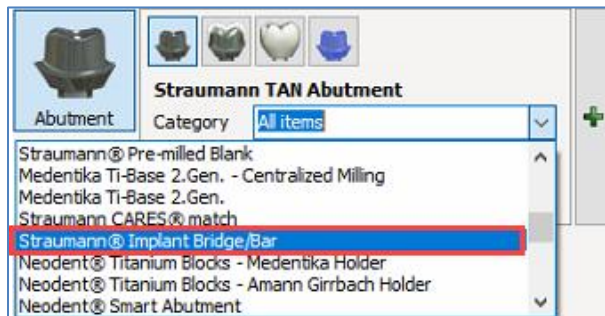 Straumann TAN Abutment
Abutment
Category All items
Straumann® Pre-milled Blank
Medentika Ti-Base 2.Gen. - Centralized Milling
Medentika Ti-Base 2.Gen.
Straumann CARES® match
Straumann® Implant Bridge/Bar
Neodent® Titanium Blocks - Medentika Holder
Neodent® Titanium Blocks - Amann Girrbach Holder
Neodent® Smart Abutment